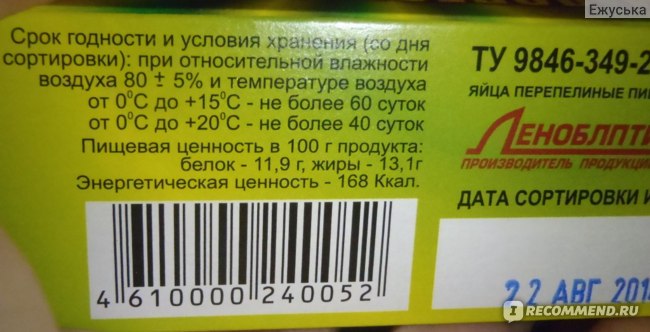 Ежуська
Срок годности и условия хранения (со дня
сортировки): при относительной влажности
воздуха 80 ± 5% и температуре воздуха
от 0°С до +15°С - не более 60 суток
от 0°С до +20°С - не более 40 суток
Пищевая ценность в 100 г продукта:
белок - 11,9 г, жиры - 13,1г
Энергетическая ценность - 168 Ккал.
4 610000 240052
ТУ 9846-349-2
ЯЙЦА ПЕРЕПЕЛИНЫЕ ПИ
ЛЕНОБЛПТИ
ПРОИЗВОДИТЕЛЬ ПРОДУКЦИ
ДАТА СОРТИРОВКИ И
22 АВГ 201
IRECOMMEND.RU